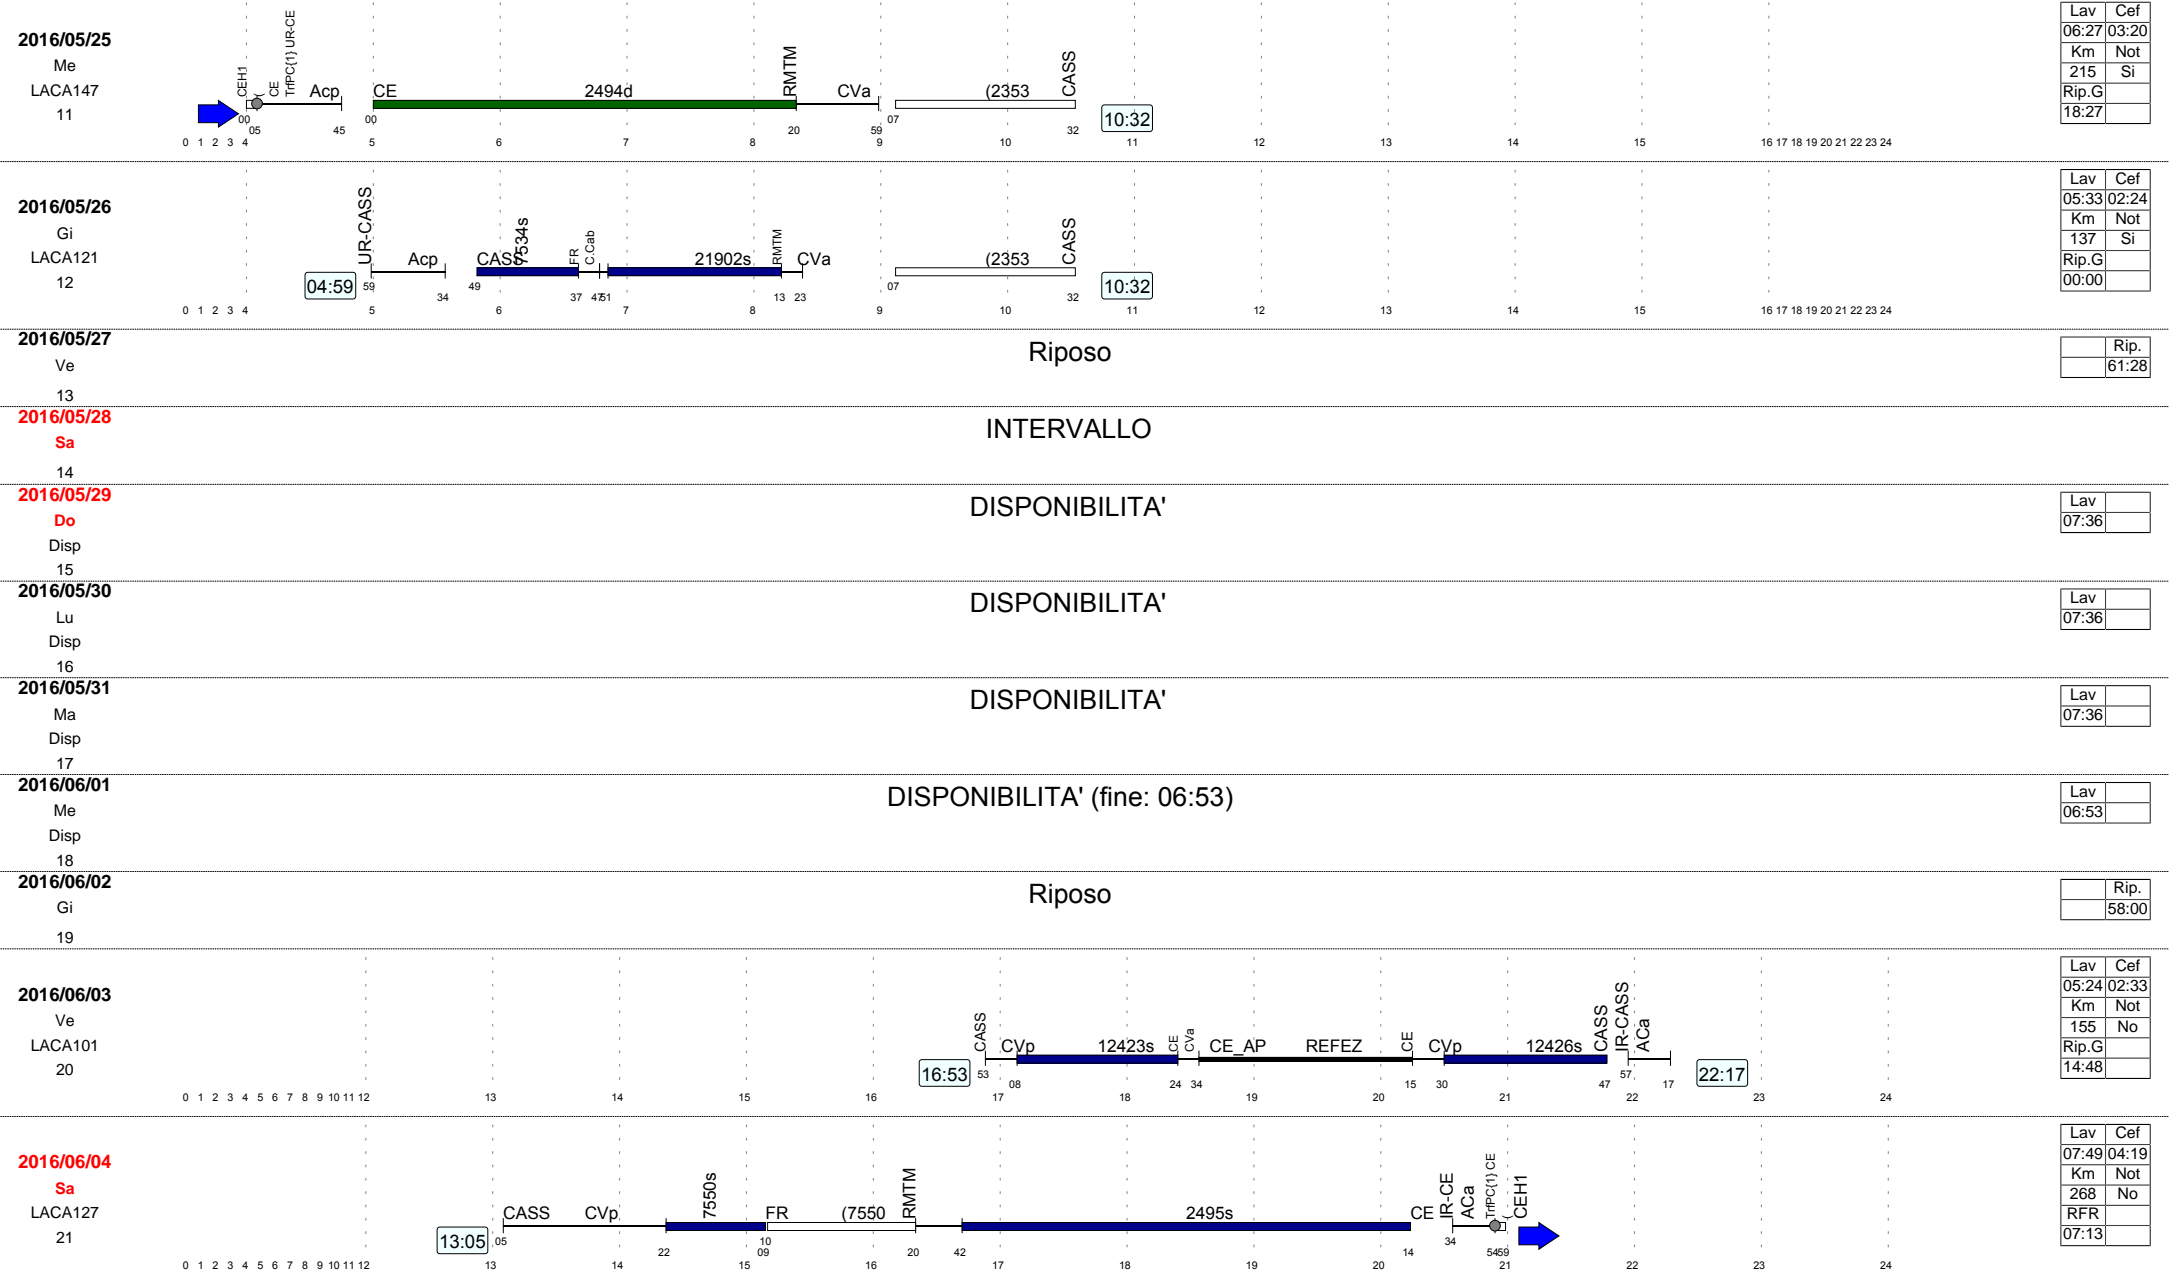 2016/05/25
Me
LACA147
11
CEH1
(
CE
TrfPC{1} UR-CE
Acp
CE
2494d
RMTM
CVa
(2353
CASS
00
05
45
00
20
59
07
32
10:32
0 1 2 3 4 5 6 7 8 9 10 11 12 13 14 15 16 17 18 19 20 21 22 23 24
Lav Cef
06:27 03:20
Km Not
215 Si
Rip.G
18:27
2016/05/26
Gi
LACA121
12
04:59
UR-CASS
Acp
CASS
7534s
FR
C.Cab
21902s
RMTM
CVa
(2353
CASS
59
34
49
37
47
51
13
23
07
32
10:32
0 1 2 3 4 5 6 7 8 9 10 11 12 13 14 15 16 17 18 19 20 21 22 23 24
Lav Cef
05:33 02:24
Km Not
137 Si
Rip.G
00:00
2016/05/27
Ve
13
Riposo
Rip.
61:28
2016/05/28
Sa
14
INTERVALLO
2016/05/29
Do
Disp
15
DISPONIBILITA'
Lav
07:36
2016/05/30
Lu
Disp
16
DISPONIBILITA'
Lav
07:36
2016/05/31
Ma
Disp
17
DISPONIBILITA'
Lav
07:36
2016/06/01
Me
Disp
18
DISPONIBILITA' (fine: 06:53)
Lav
06:53
2016/06/02
Gi
19
Riposo
Rip.
58:00
2016/06/03
Ve
LACA101
20
16:53
CASS
CVp
12423s
CE
CVa
CE_AP
REFEZ
CE
CVp
12426s
CASS
IR-CASS
ACa
53
08
24
34
15
30
47
57
17
22:17
0 1 2 3 4 5 6 7 8 9 10 11 12 13 14 15 16 17 18 19 20 21 22 23 24
Lav Cef
05:24 02:33
Km Not
155 No
Rip.G
14:48
2016/06/04
Sa
LACA127
21
13:05
CASS
CVp
7550s
FR
(7550
RMTM
2495s
CE
IR-CE
ACa
TrfPC{1} CE
(
CEH1
05
22
10
09
20
42
14
34
54
59
0 1 2 3 4 5 6 7 8 9 10 11 12 13 14 15 16 17 18 19 20 21 22 23 24
Lav Cef
07:49 04:19
Km Not
268 No
RFR
07:13